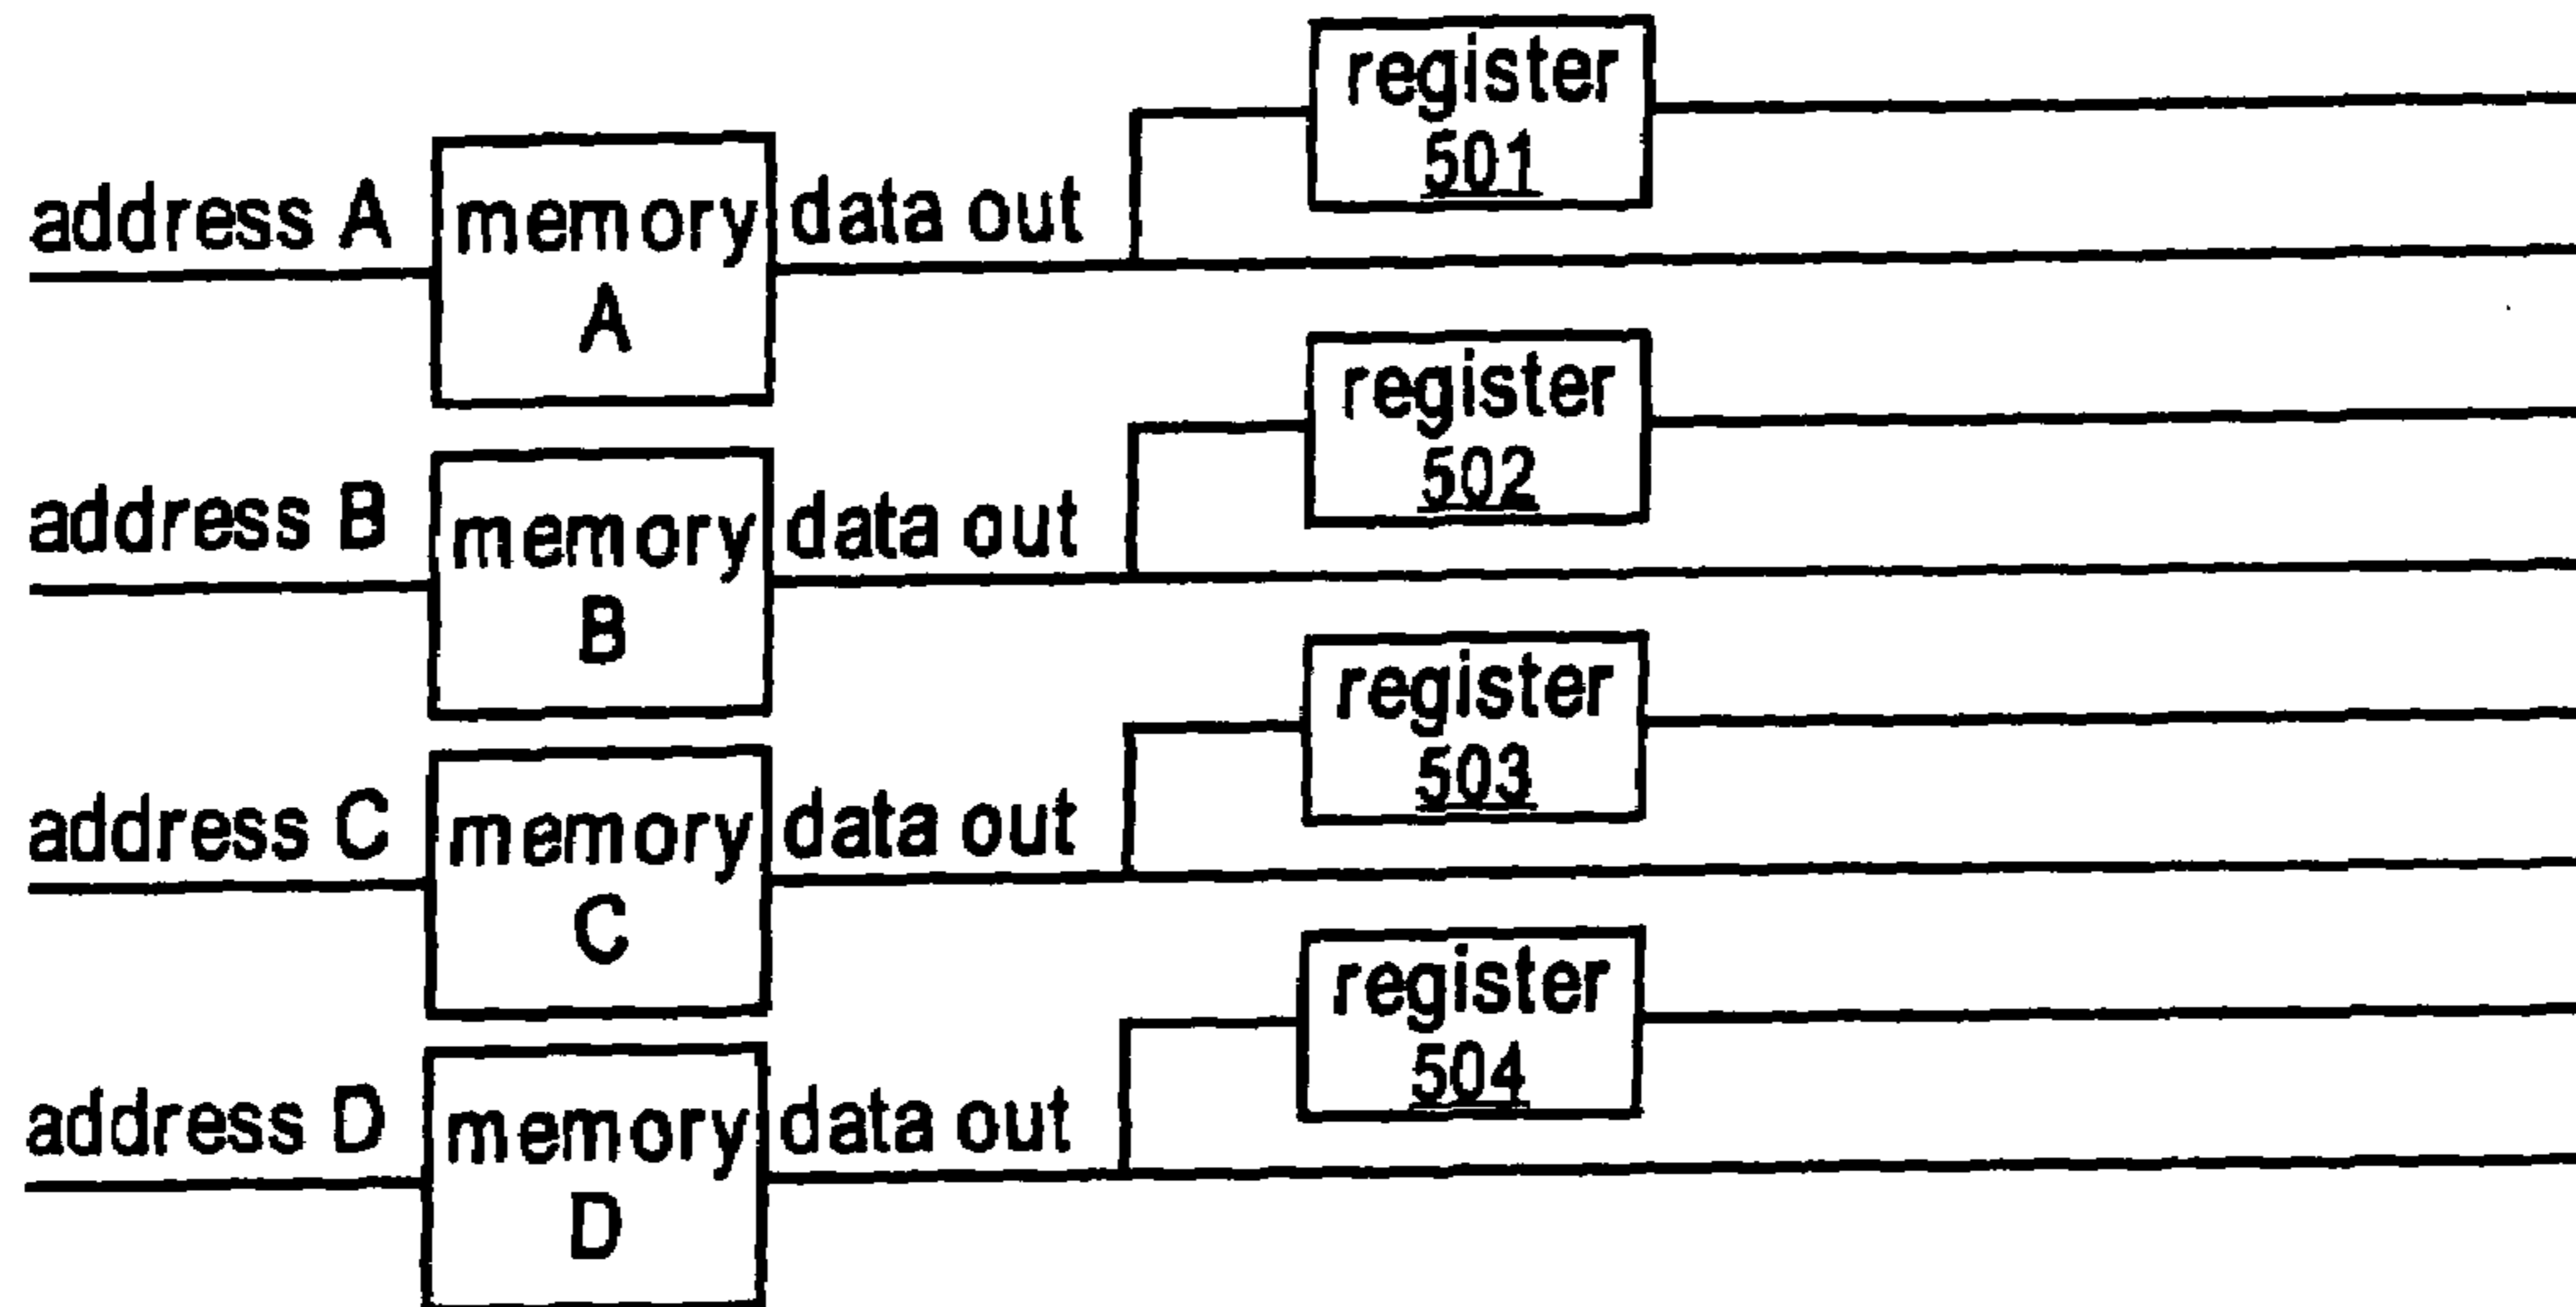 register
501
address A
memory
A
data out
register
502
address B
memory
B
data out
register
503
address C
memory
C
data out
register
504
address D
memory
D
data out